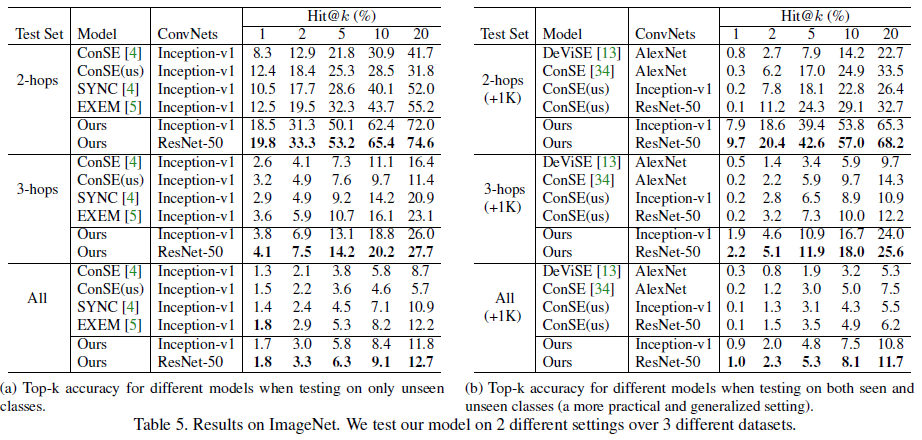 Hit@k (%)
Test Set Model ConvNets 1 2 5 10 20
2-hops
ConSE [4] Inception-v1 8.3 12.9 21.8 30.9 41.7
ConSE(us) Inception-v1 12.4 18.4 25.3 28.5 31.8
SYNC [4] Inception-v1 10.5 17.7 28.6 40.1 52.0
EXEM [5] Inception-v1 12.5 19.5 32.3 43.7 55.2
Ours Inception-v1 18.5 31.3 50.1 62.4 72.0
Ours ResNet-50 19.8 33.3 53.2 65.4 74.6
3-hops
ConSE [4] Inception-v1 2.6 4.1 7.3 11.1 16.4
ConSE(us) Inception-v1 3.2 4.9 7.6 9.7 11.4
SYNC [4] Inception-v1 2.9 4.9 9.2 14.2 20.9
EXEM [5] Inception-v1 3.6 5.9 10.7 16.1 23.1
Ours Inception-v1 3.8 6.9 13.1 18.8 26.0
Ours ResNet-50 4.1 7.5 14.2 20.2 27.7
All
ConSE [4] Inception-v1 1.3 2.1 3.8 5.8 8.7
ConSE(us) Inception-v1 1.5 2.2 3.6 4.6 5.7
SYNC [4] Inception-v1 1.4 2.4 4.5 7.1 10.9
EXEM [5] Inception-v1 1.8 2.9 5.3 8.2 12.2
Ours Inception-v1 1.7 3.0 5.8 8.4 11.8
Ours ResNet-50 1.8 3.3 6.3 9.1 12.7
(a) Top-k accuracy for different models when testing on only unseen
classes.
Hit@k (%)
Test Set Model ConvNets 1 2 5 10 20
2-hops
(+1K)
DeViSE [13] AlexNet 0.8 2.7 7.9 14.2 22.7
ConSE [34] AlexNet 0.3 6.2 17.0 24.9 33.5
ConSE(us) Inception-v1 0.2 7.8 18.1 22.8 26.4
ConSE(us) ResNet-50 0.1 11.2 24.3 29.1 32.7
Ours Inception-v1 7.9 18.6 39.4 53.8 65.3
Ours ResNet-50 9.7 20.4 42.6 57.0 68.2
3-hops
(+1K)
DeViSE [13] AlexNet 0.5 1.4 3.4 5.9 9.7
ConSE [34] AlexNet 0.2 2.2 5.9 9.7 14.3
ConSE(us) Inception-v1 0.2 2.8 6.5 8.9 10.9
ConSE(us) ResNet-50 0.2 3.2 7.3 10.0 12.2
Ours Inception-v1 1.9 4.6 10.9 16.7 24.0
Ours ResNet-50 2.2 5.1 11.9 18.0 25.6
All
(+1K)
DeViSE [13] AlexNet 0.3 0.8 1.9 3.2 5.3
ConSE [34] AlexNet 0.2 1.2 3.0 5.0 7.5
ConSE(us) Inception-v1 0.1 1.3 3.1 4.3 5.5
ConSE(us) ResNet-50 0.1 1.5 3.5 4.9 6.2
Ours Inception-v1 0.9 2.0 4.8 7.5 10.8
Ours ResNet-50 1.0 2.3 5.3 8.1 11.7
(b) Top-k accuracy for different models when testing on both seen and
unseen classes (a more practical and generalized setting).
Table 5. Results on ImageNet. We test our model on 2 different settings over 3 different datasets.